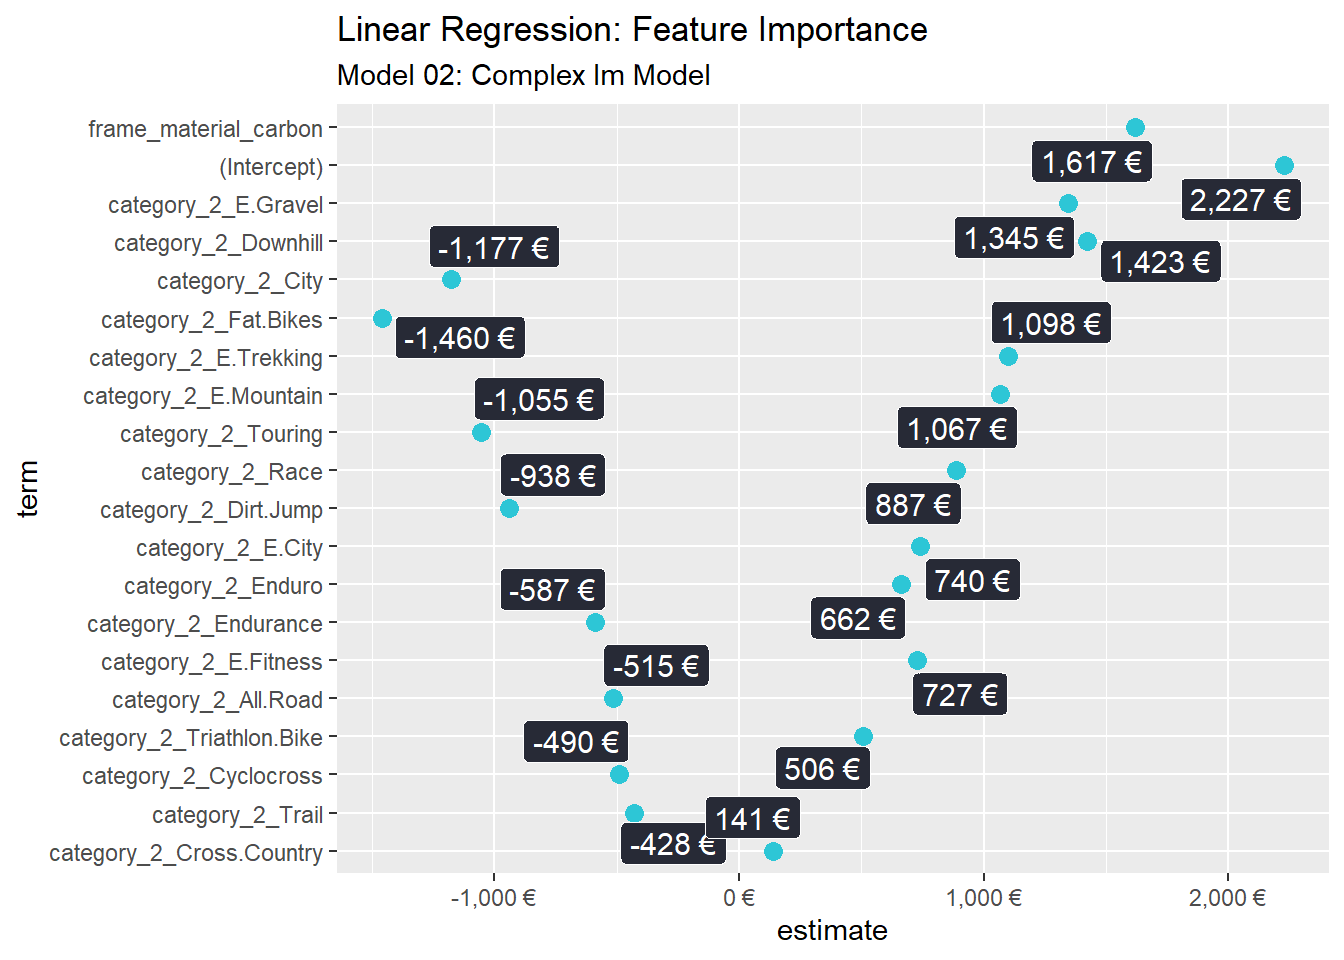 Linear Regression: Feature Importance
Model 02: Complex lm Model
term
frame_material_carbon
(Intercept)
category_2_E.Gravel
category_2_Downhill
category_2_City
category_2_Fat.Bikes
category_2_E.Trekking
category_2_E.Mountain
category_2_Touring
category_2_Race
category_2_Dirt.Jump
category_2_E.City
category_2_Enduro
category_2_Endurance
category_2_E.Fitness
category_2_All.Road
category_2_Triathlon.Bike
category_2_Cyclocross
category_2_Trail
category_2_Cross.Country
1,617 €
2,227 €
1,345 €
-1,177 €
1,423 €
1,098 €
-1,460 €
-1,055 €
1,067 €
-938 €
887 €
740 €
-587 €
662 €
-515 €
727 €
-490 €
506 €
141 €
-428 €
-1,000 €
0 €
1,000 €
2,000 €
estimate